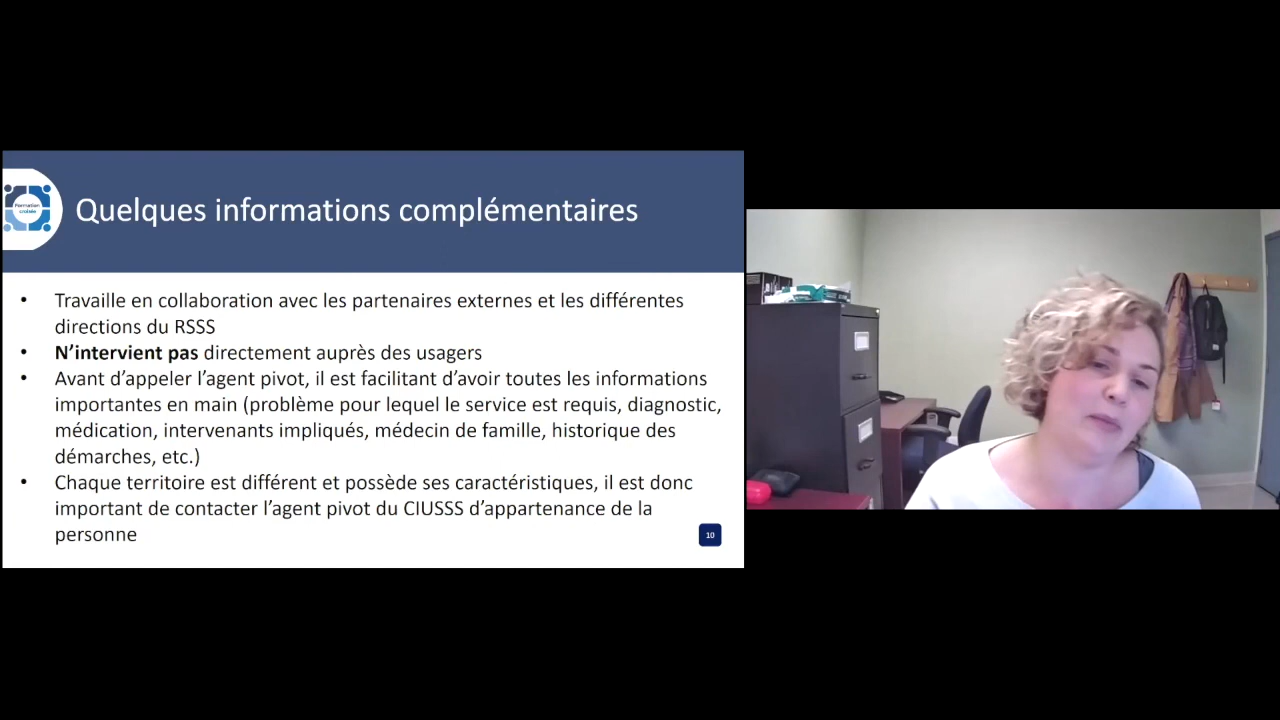 Formation
croisée
Quelques informations complémentaires
• Travaille en collaboration avec les partenaires externes et les différentes
directions du RSSS
• N'intervient pas directement auprès des usagers
• Avant d'appeler l'agent pivot, il est facilitant d'avoir toutes les informations
importantes en main (problème pour lequel le service est requis, diagnostic,
médication, intervenants impliqués, médecin de famille, historique des
démarches, etc.)
• Chaque territoire est différent et possède ses caractéristiques, il est donc
important de contacter l'agent pivot du CIUSSS d'appartenance de la
personne
10